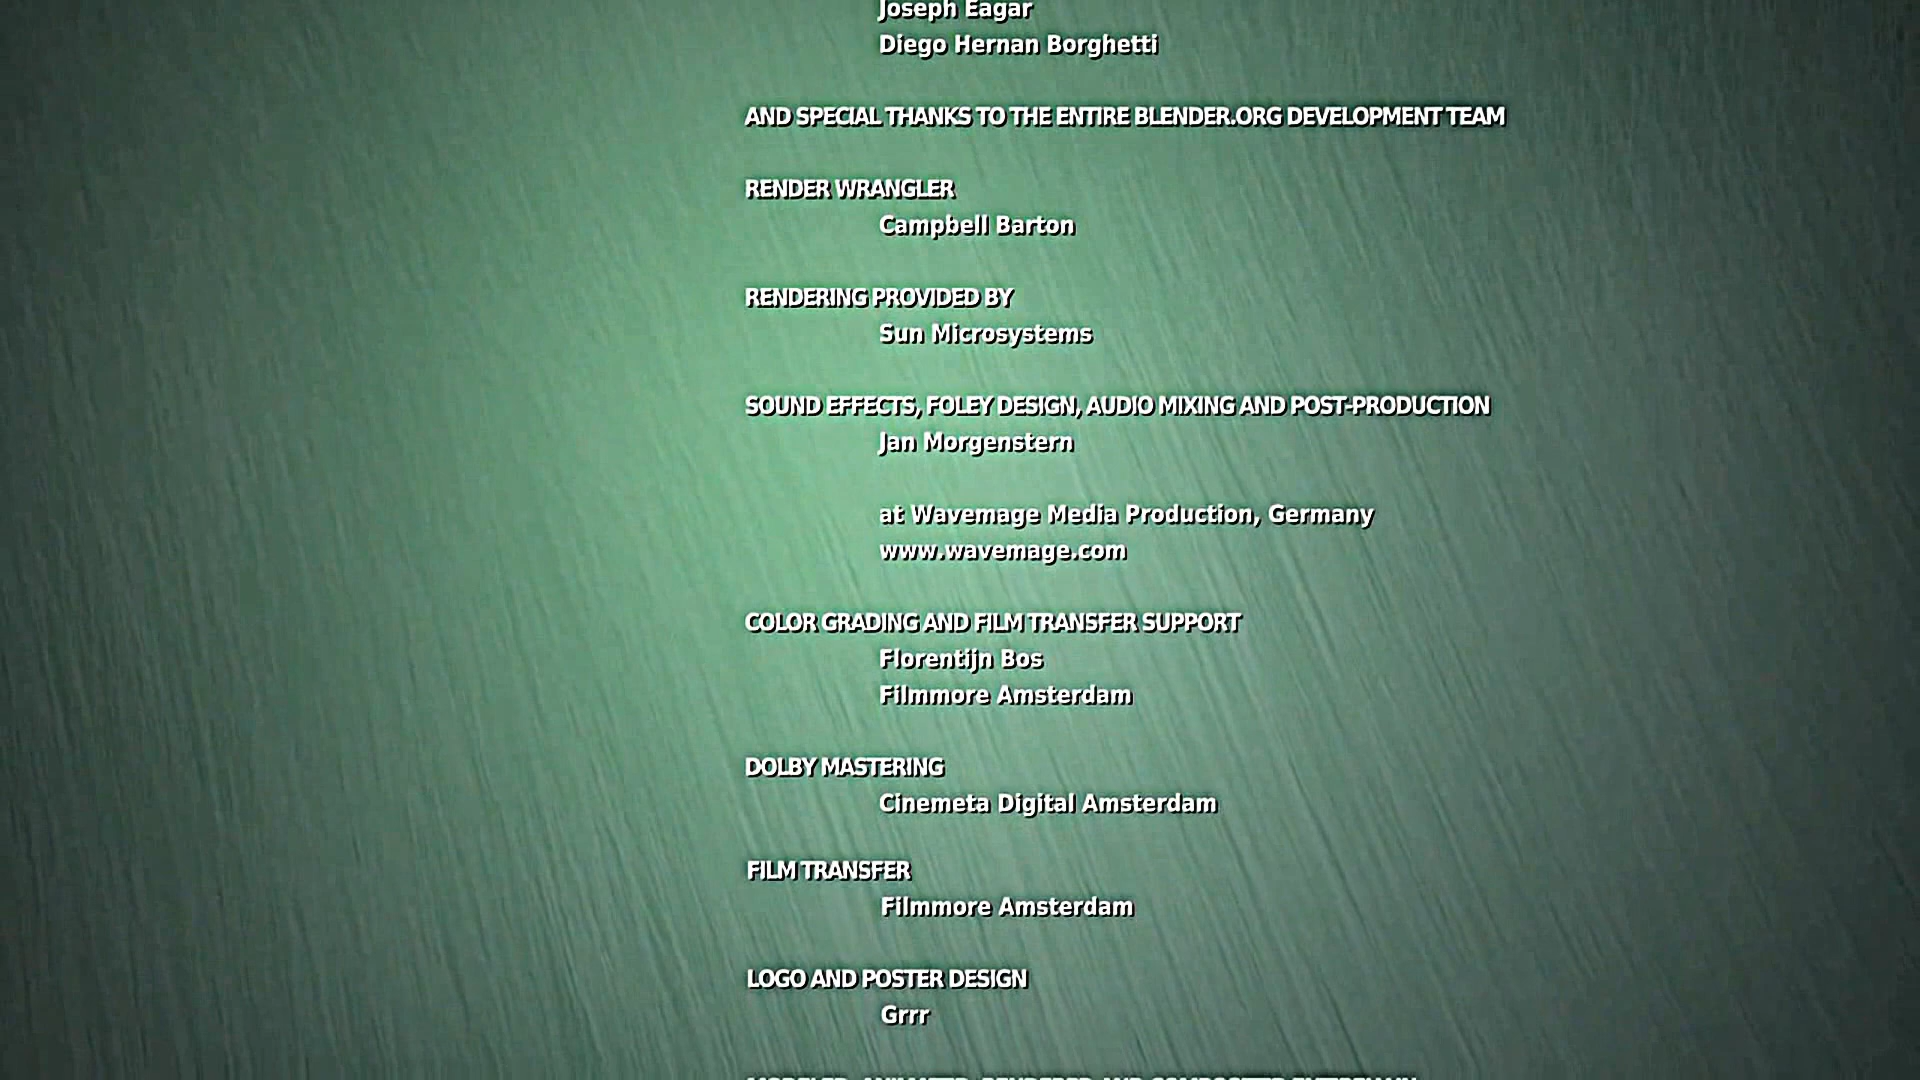 Joseph Eagar
Diego Hernan Borghetti
AND SPECIAL THANKS TO THE ENTIRE BLENDER.ORG DEVELOPMENT TEAM
RENDER WRANGLER
Campbell Barton
RENDERING PROVIDED BY
Sun Microsystems
SOUND EFFECTS, FOLEY DESIGN, AUDIO MIXING AND POST-PRODUCTION
Jan Morgenstern
at Wavemage Media Production, Germany
www.wavemage.com
COLOR GRADING AND FILM TRANSFER SUPPORT
Florentijn Bos
Filmmore Amsterdam
DOLBY MASTERING
Cinemeta Digital Amsterdam
FILM TRANSFER
Filmmore Amsterdam
LOGO AND POSTER DESIGN
Grrr